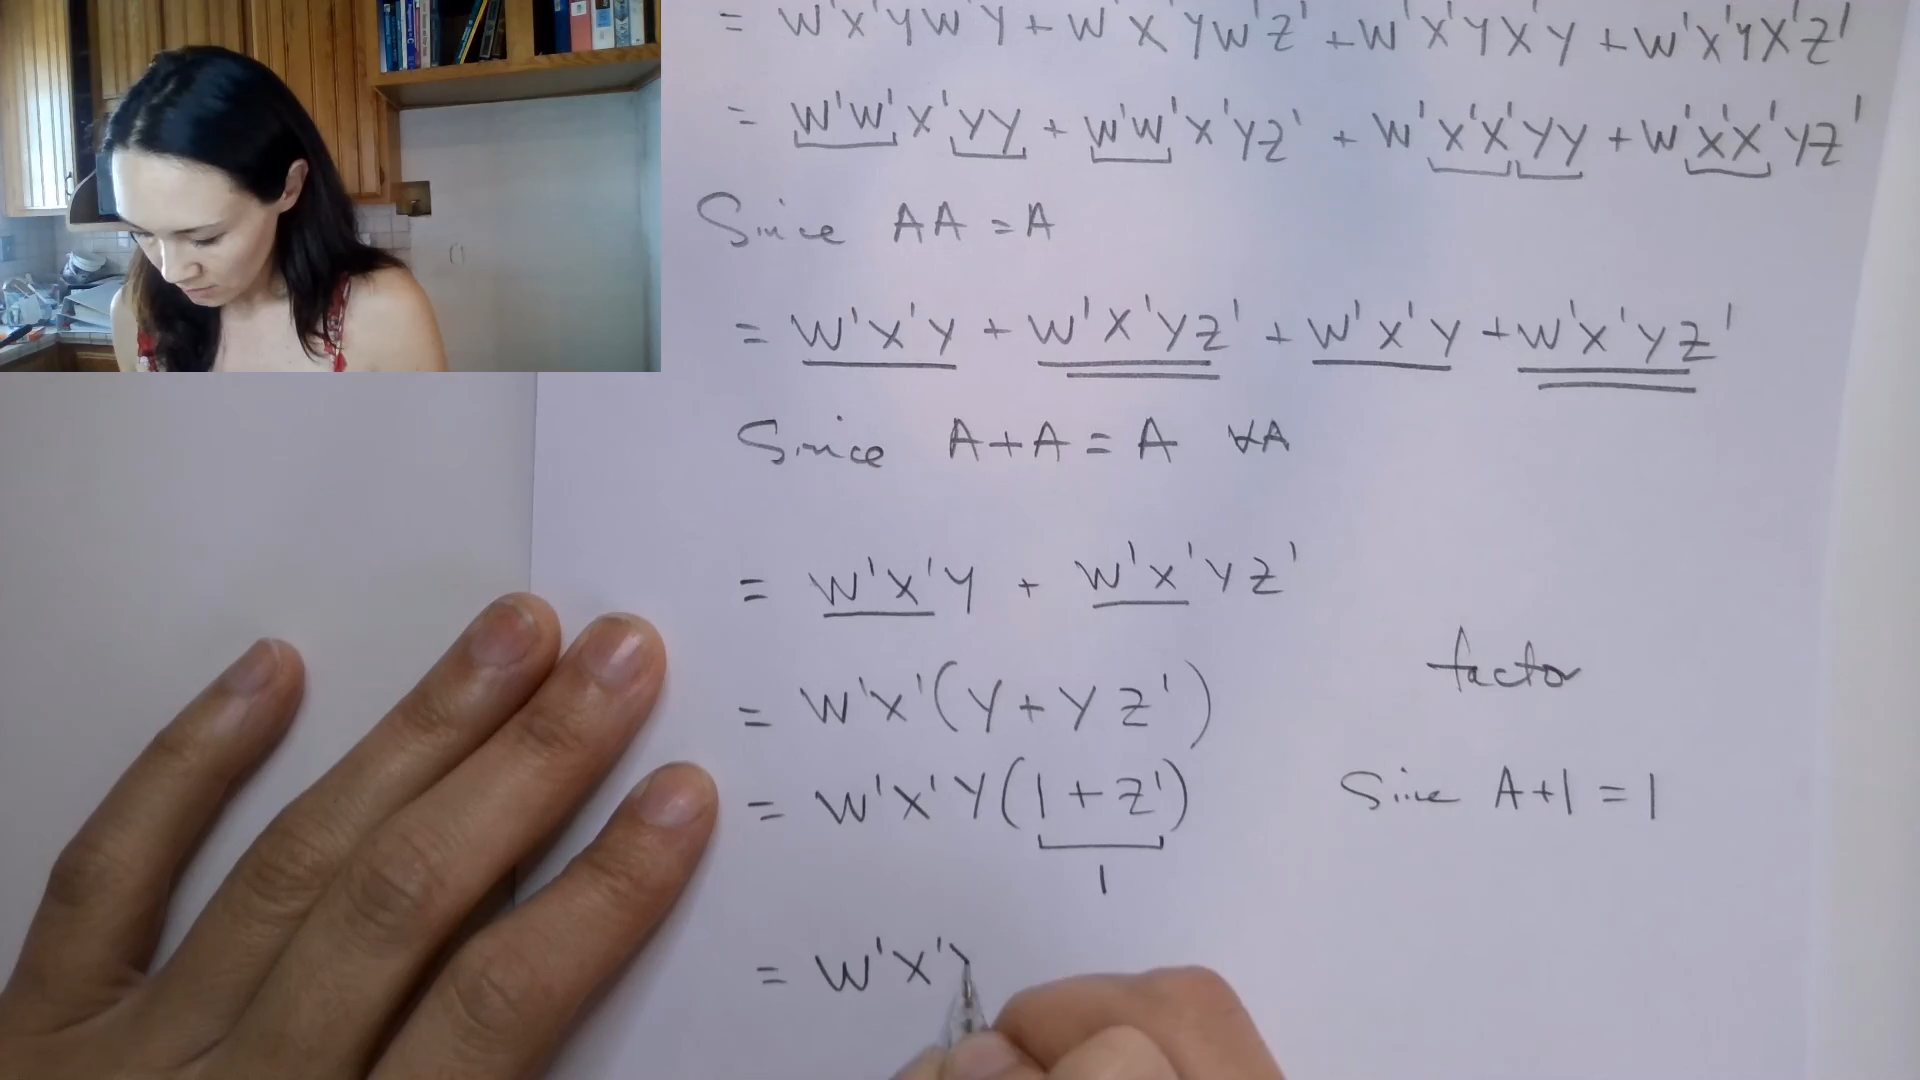 = W'X'YW'Y + W'X'YW'Z' + W'X'YX'Y + W'X'YX'Z'
= W'W'X'YY + W'W'X'YZ' + W'X'X'YY + W'X'X'YZ'
Since AA = A
= W'X'Y + W'X'YZ' + W'X'Y + W'X'YZ'
Since A+A = A ∀A
= W'X'Y + W'X'YZ'
factor
= W'X'(Y+YZ')
= W'X'Y(1+Z') Since A+1 = 1
1
= W'X'Y